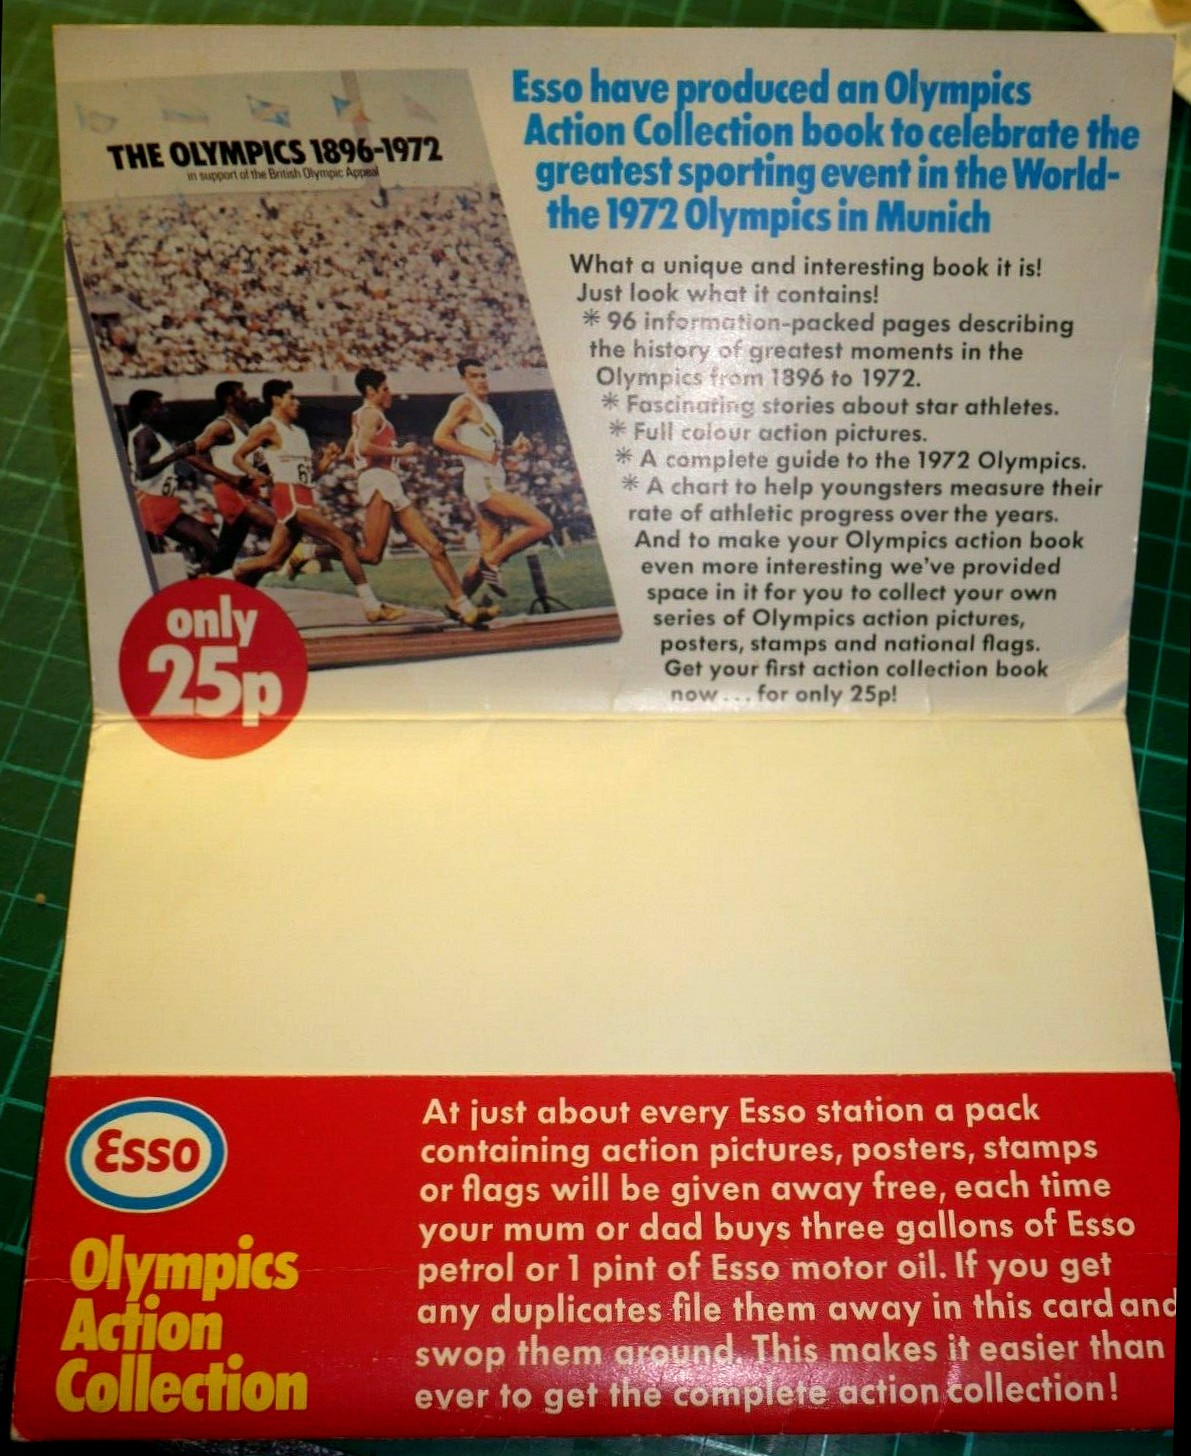 THE OLYMPICS 1896-1972
in support of the British Olympic Appeal
only
25p
Esso have produced an Olympics
Action Collection book to celebrate the
greatest sporting event in the World-
the 1972 Olympics in Munich
What a unique and interesting book it is!
Just look what it contains!
* 96 information-packed pages describing
the history of greatest moments in the
Olympics from 1896 to 1972.
* Fascinating stories about star athletes.
* Full colour action pictures.
* A complete guide to the 1972 Olympics.
* A chart to help youngsters measure their
rate of athletic progress over the years.
And to make your Olympics action book
even more interesting we've provided
space in it for you to collect your own
series of Olympics action pictures,
posters, stamps and national flags.
Get your first action collection book
now . . . for only 25p!
Esso
Olympics
Action
Collection
At just about every Esso station a pack
containing action pictures, posters, stamps
or flags will be given away free, each time
your mum or dad buys three gallons of Esso
petrol or 1 pint of Esso motor oil. If you get
any duplicates file them away in this card and
swop them around. This makes it easier than
ever to get the complete action collection!